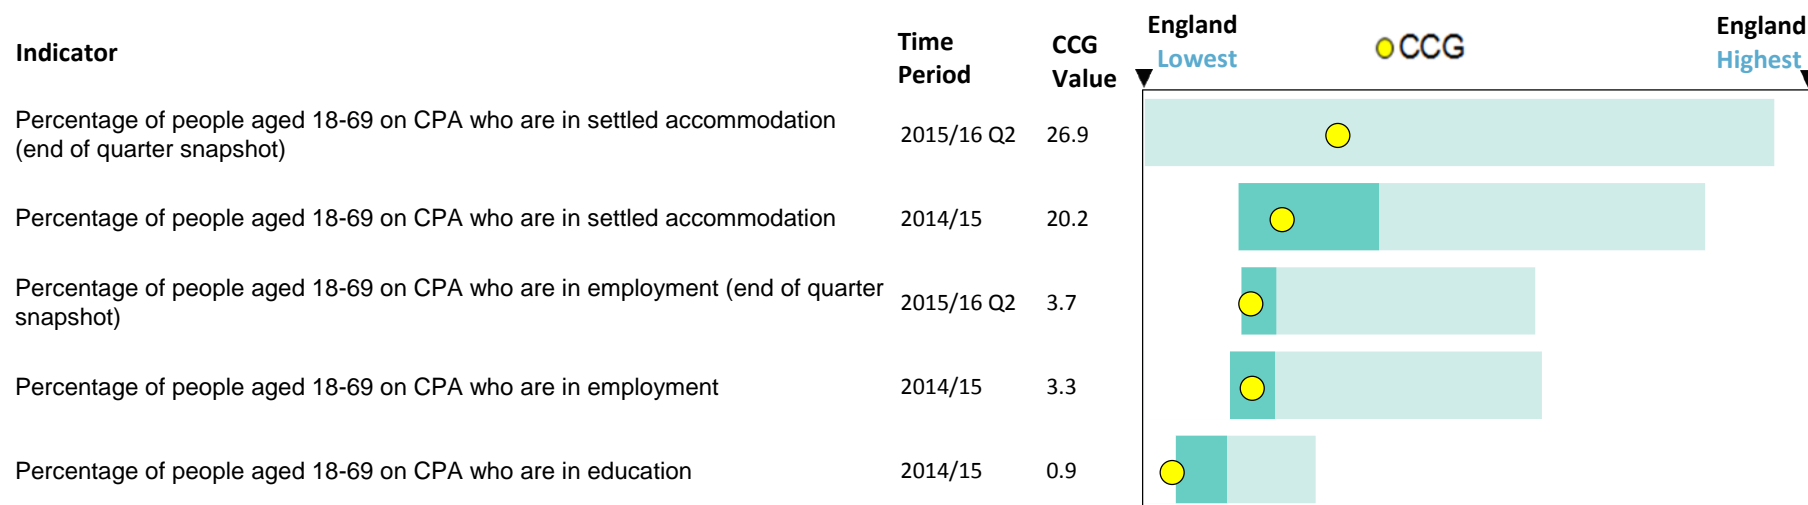 Indicator
Time
Period
CCG
Value
England
Lowest
CCG
England
Highest
Percentage of people aged 18-69 on CPA who are in settled accommodation
(end of quarter snapshot)
2015/16 Q2
26.9
Percentage of people aged 18-69 on CPA who are in settled accommodation
2014/15
20.2
Percentage of people aged 18-69 on CPA who are in employment (end of quarter
snapshot)
2015/16 Q2
3.7
Percentage of people aged 18-69 on CPA who are in employment
2014/15
3.3
Percentage of people aged 18-69 on CPA who are in education
2014/15
0.9